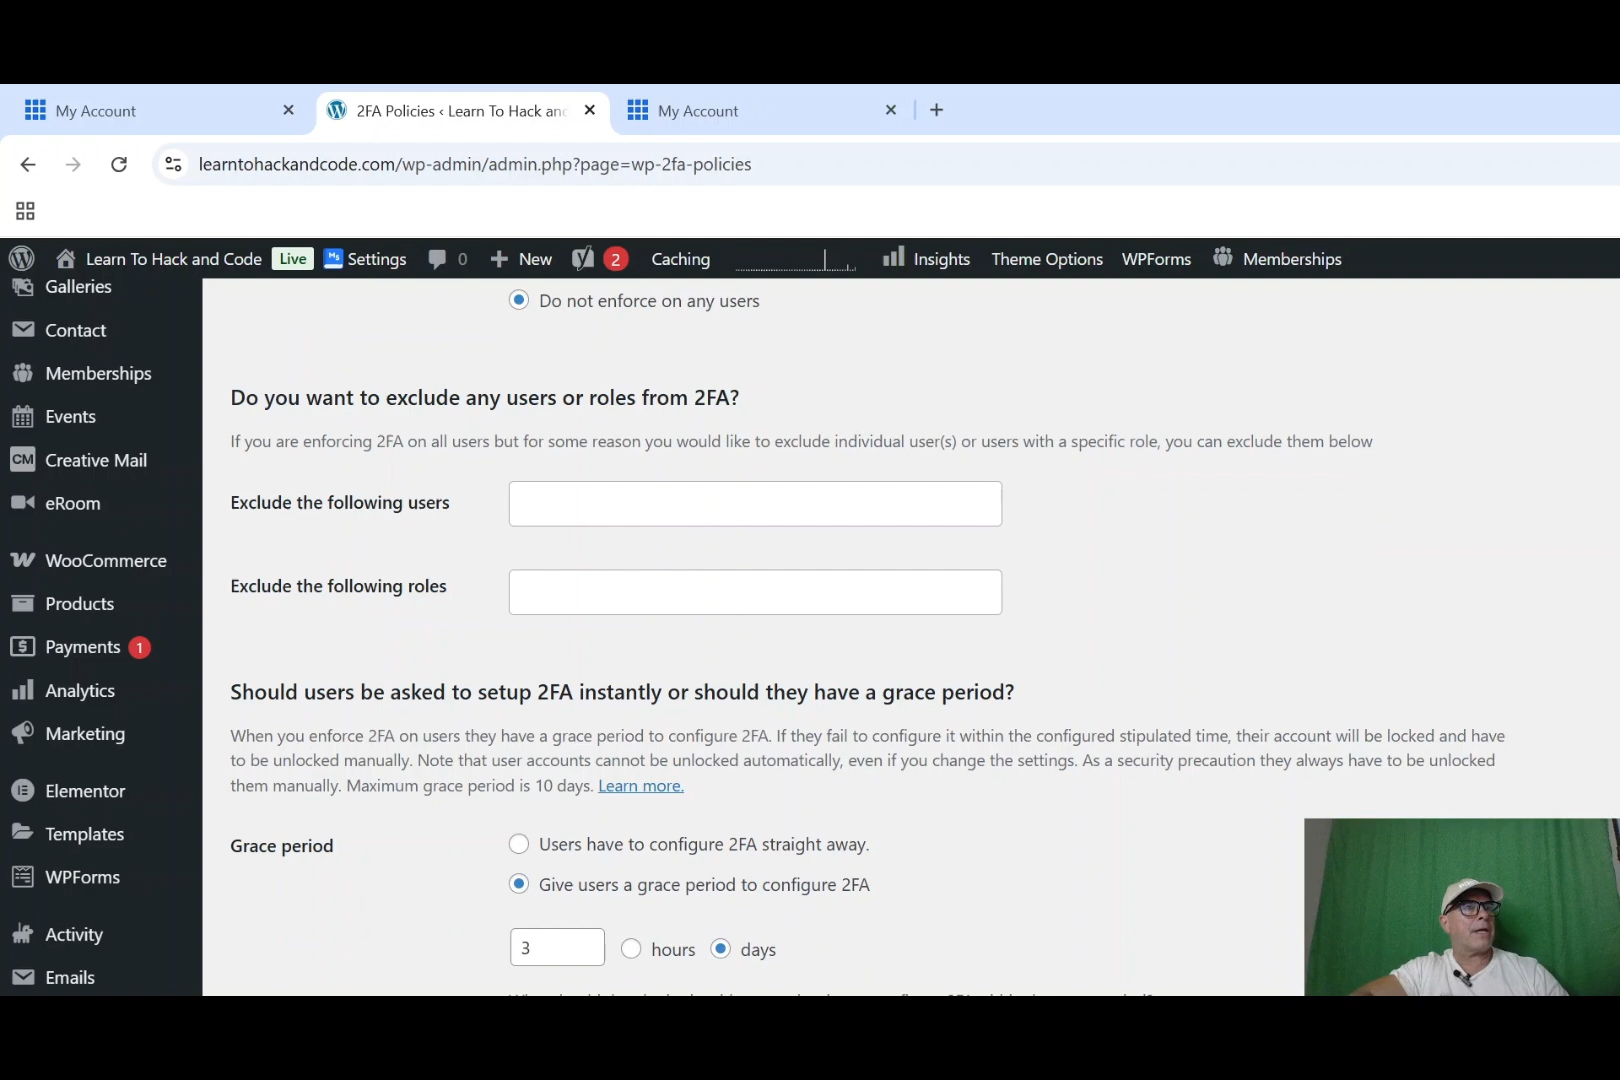 My Account
2FA Policies ‹ Learn To Hack and
My Account
learntohackandcode.com/wp-admin/admin.php?page=wp-2fa-policies
Learn To Hack and Code Live Settings 0 New 2 Caching Insights Theme Options WPForms Memberships
Galleries
Contact
Memberships
Events
CM Creative Mail
eRoom
WooCommerce
Products
Payments 1
Analytics
Marketing
Elementor
Templates
WPForms
Activity
Emails
Do not enforce on any users
Do you want to exclude any users or roles from 2FA?
If you are enforcing 2FA on all users but for some reason you would like to exclude individual user(s) or users with a specific role, you can exclude them below
Exclude the following users
Exclude the following roles
Should users be asked to setup 2FA instantly or should they have a grace period?
When you enforce 2FA on users they have a grace period to configure 2FA. If they fail to configure it within the configured stipulated time, their account will be locked and have
to be unlocked manually. Note that user accounts cannot be unlocked automatically, even if you change the settings. As a security precaution they always have to be unlocked
them manually. Maximum grace period is 10 days. Learn more.
Grace period
Users have to configure 2FA straight away.
Give users a grace period to configure 2FA
3 hours days